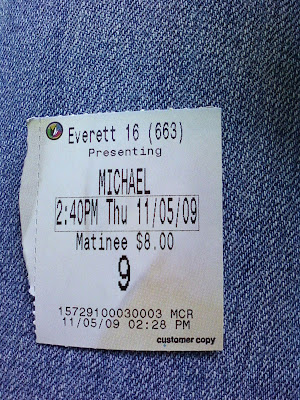 Everett 16 (663)
Presenting
MICHAEL
2:40PM Thu 11/05/09
Matinee $8.00
9
15729100030003 MCR
11/05/09 02:28 PM
customer copy